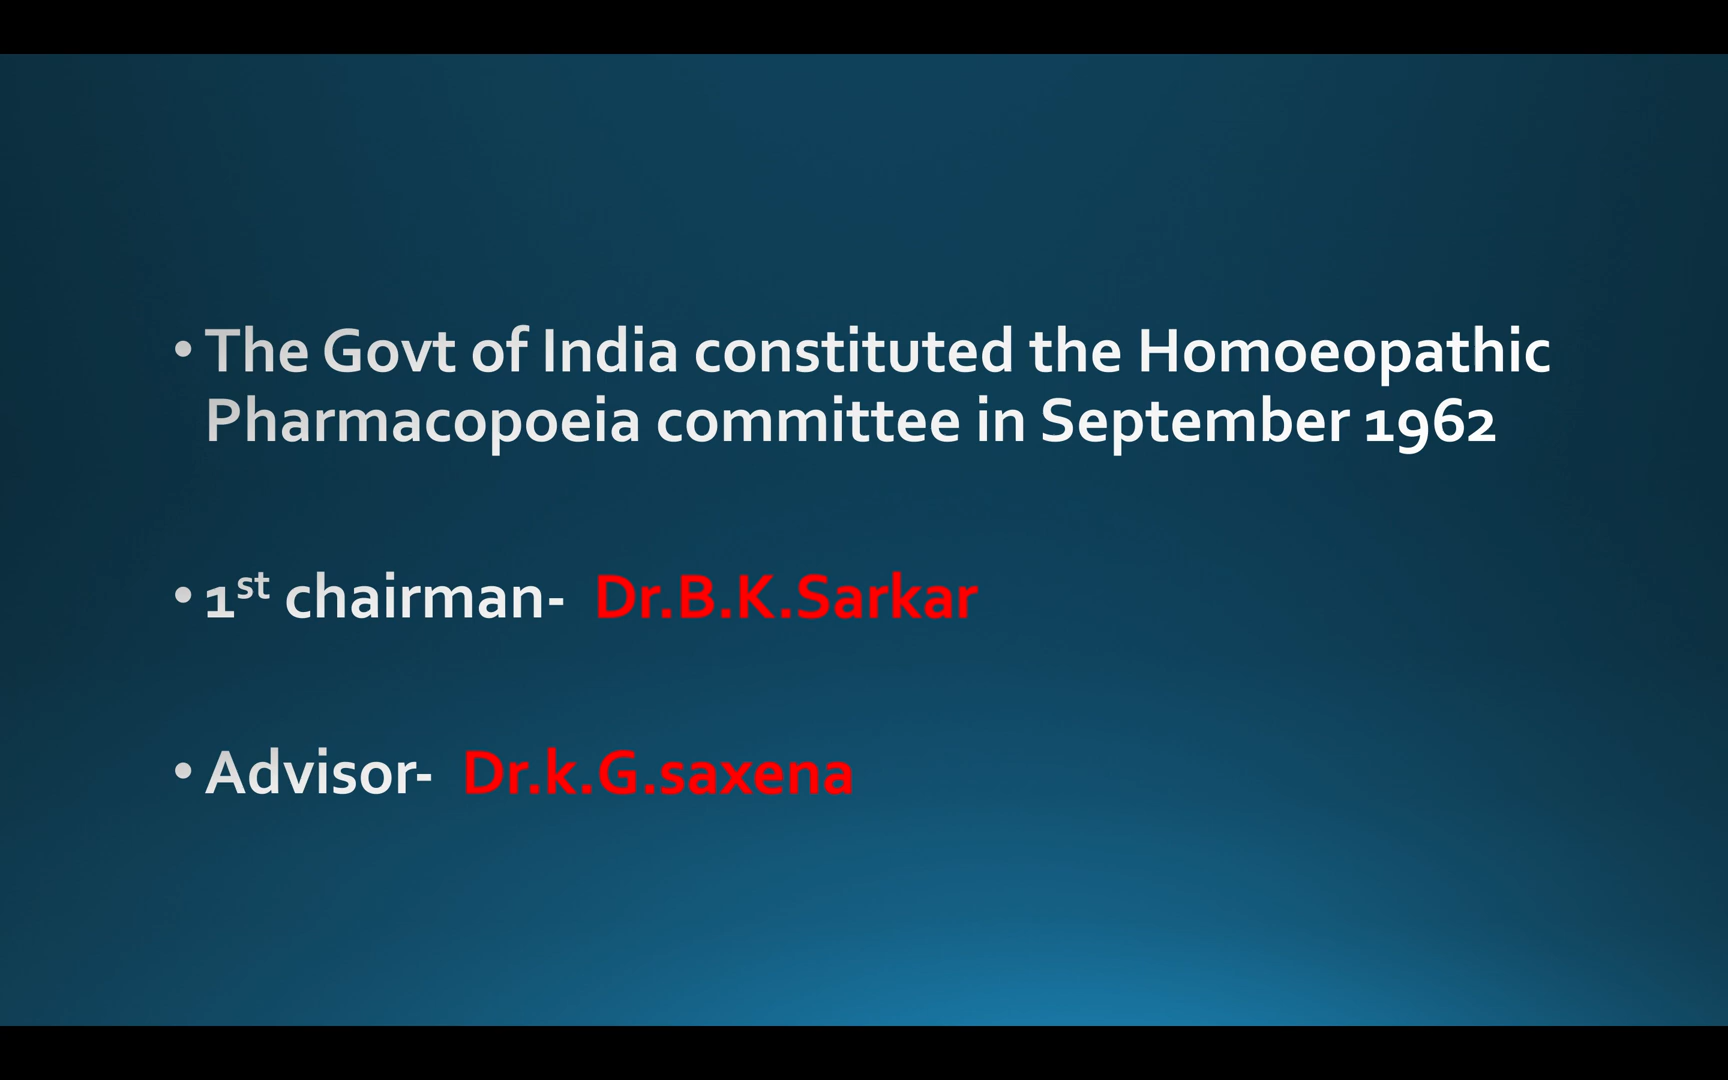 • The Govt of India constituted the Homoeopathic
Pharmacopoeia committee in September 1962
• 1st chairman- Dr.B.K.Sarkar
• Advisor- Dr.k.G.saxena